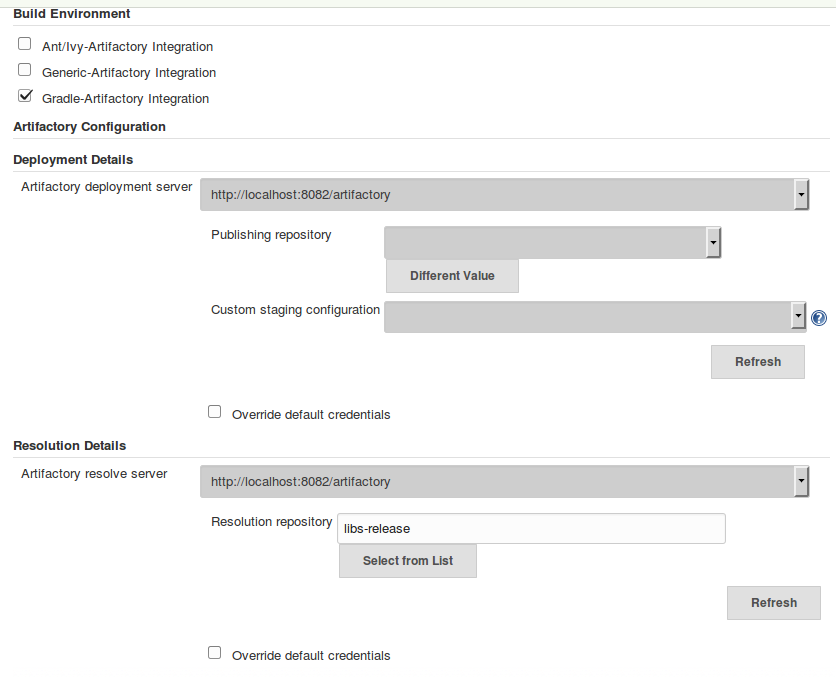 Build Environment
Ant/Ivy-Artifactory Integration
Generic-Artifactory Integration
Gradle-Artifactory Integration
Artifactory Configuration
Deployment Details
Artifactory deployment server
http://localhost:8082/artifactory
Publishing repository
Different Value
Custom staging configuration
?
Refresh
Override default credentials
Resolution Details
Artifactory resolve server
http://localhost:8082/artifactory
Resolution repository
libs-release
Select from List
Refresh
Override default credentials